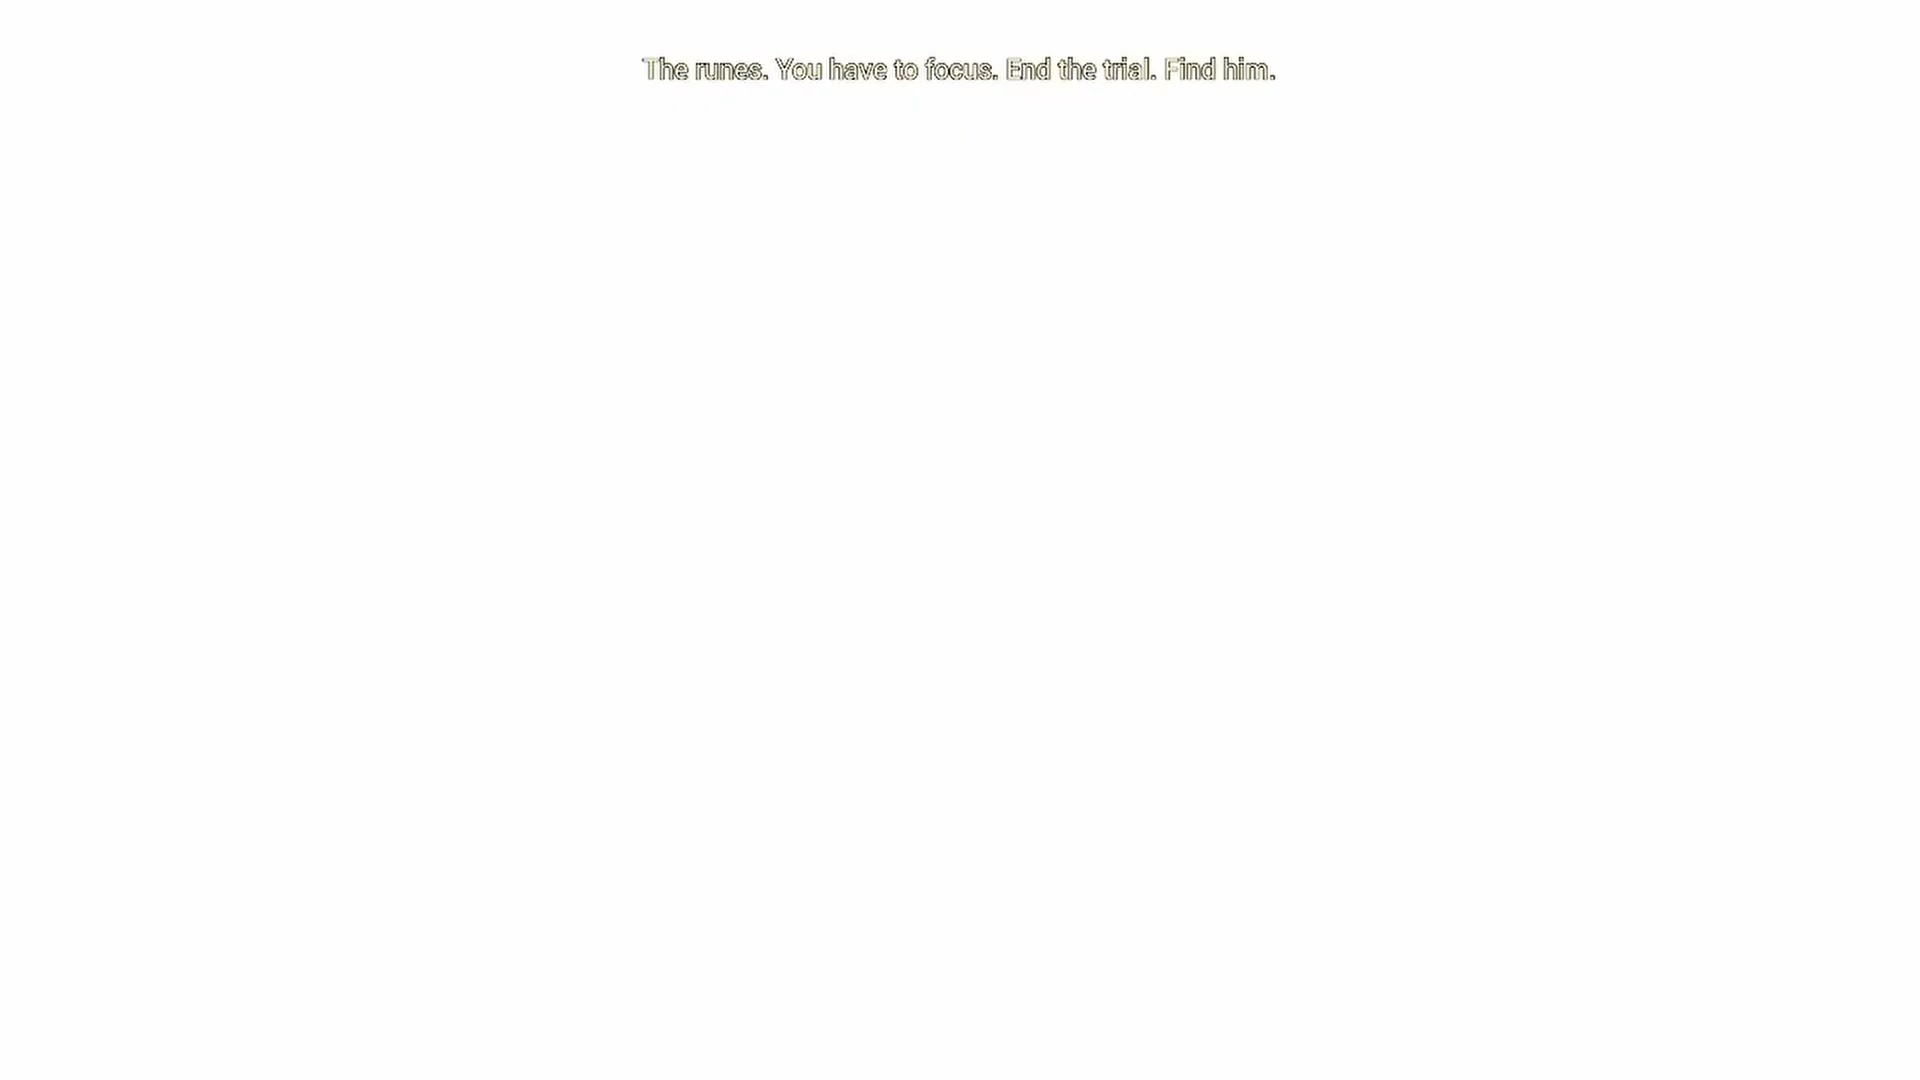 The runes. You have to focus. End the trial. Find him.